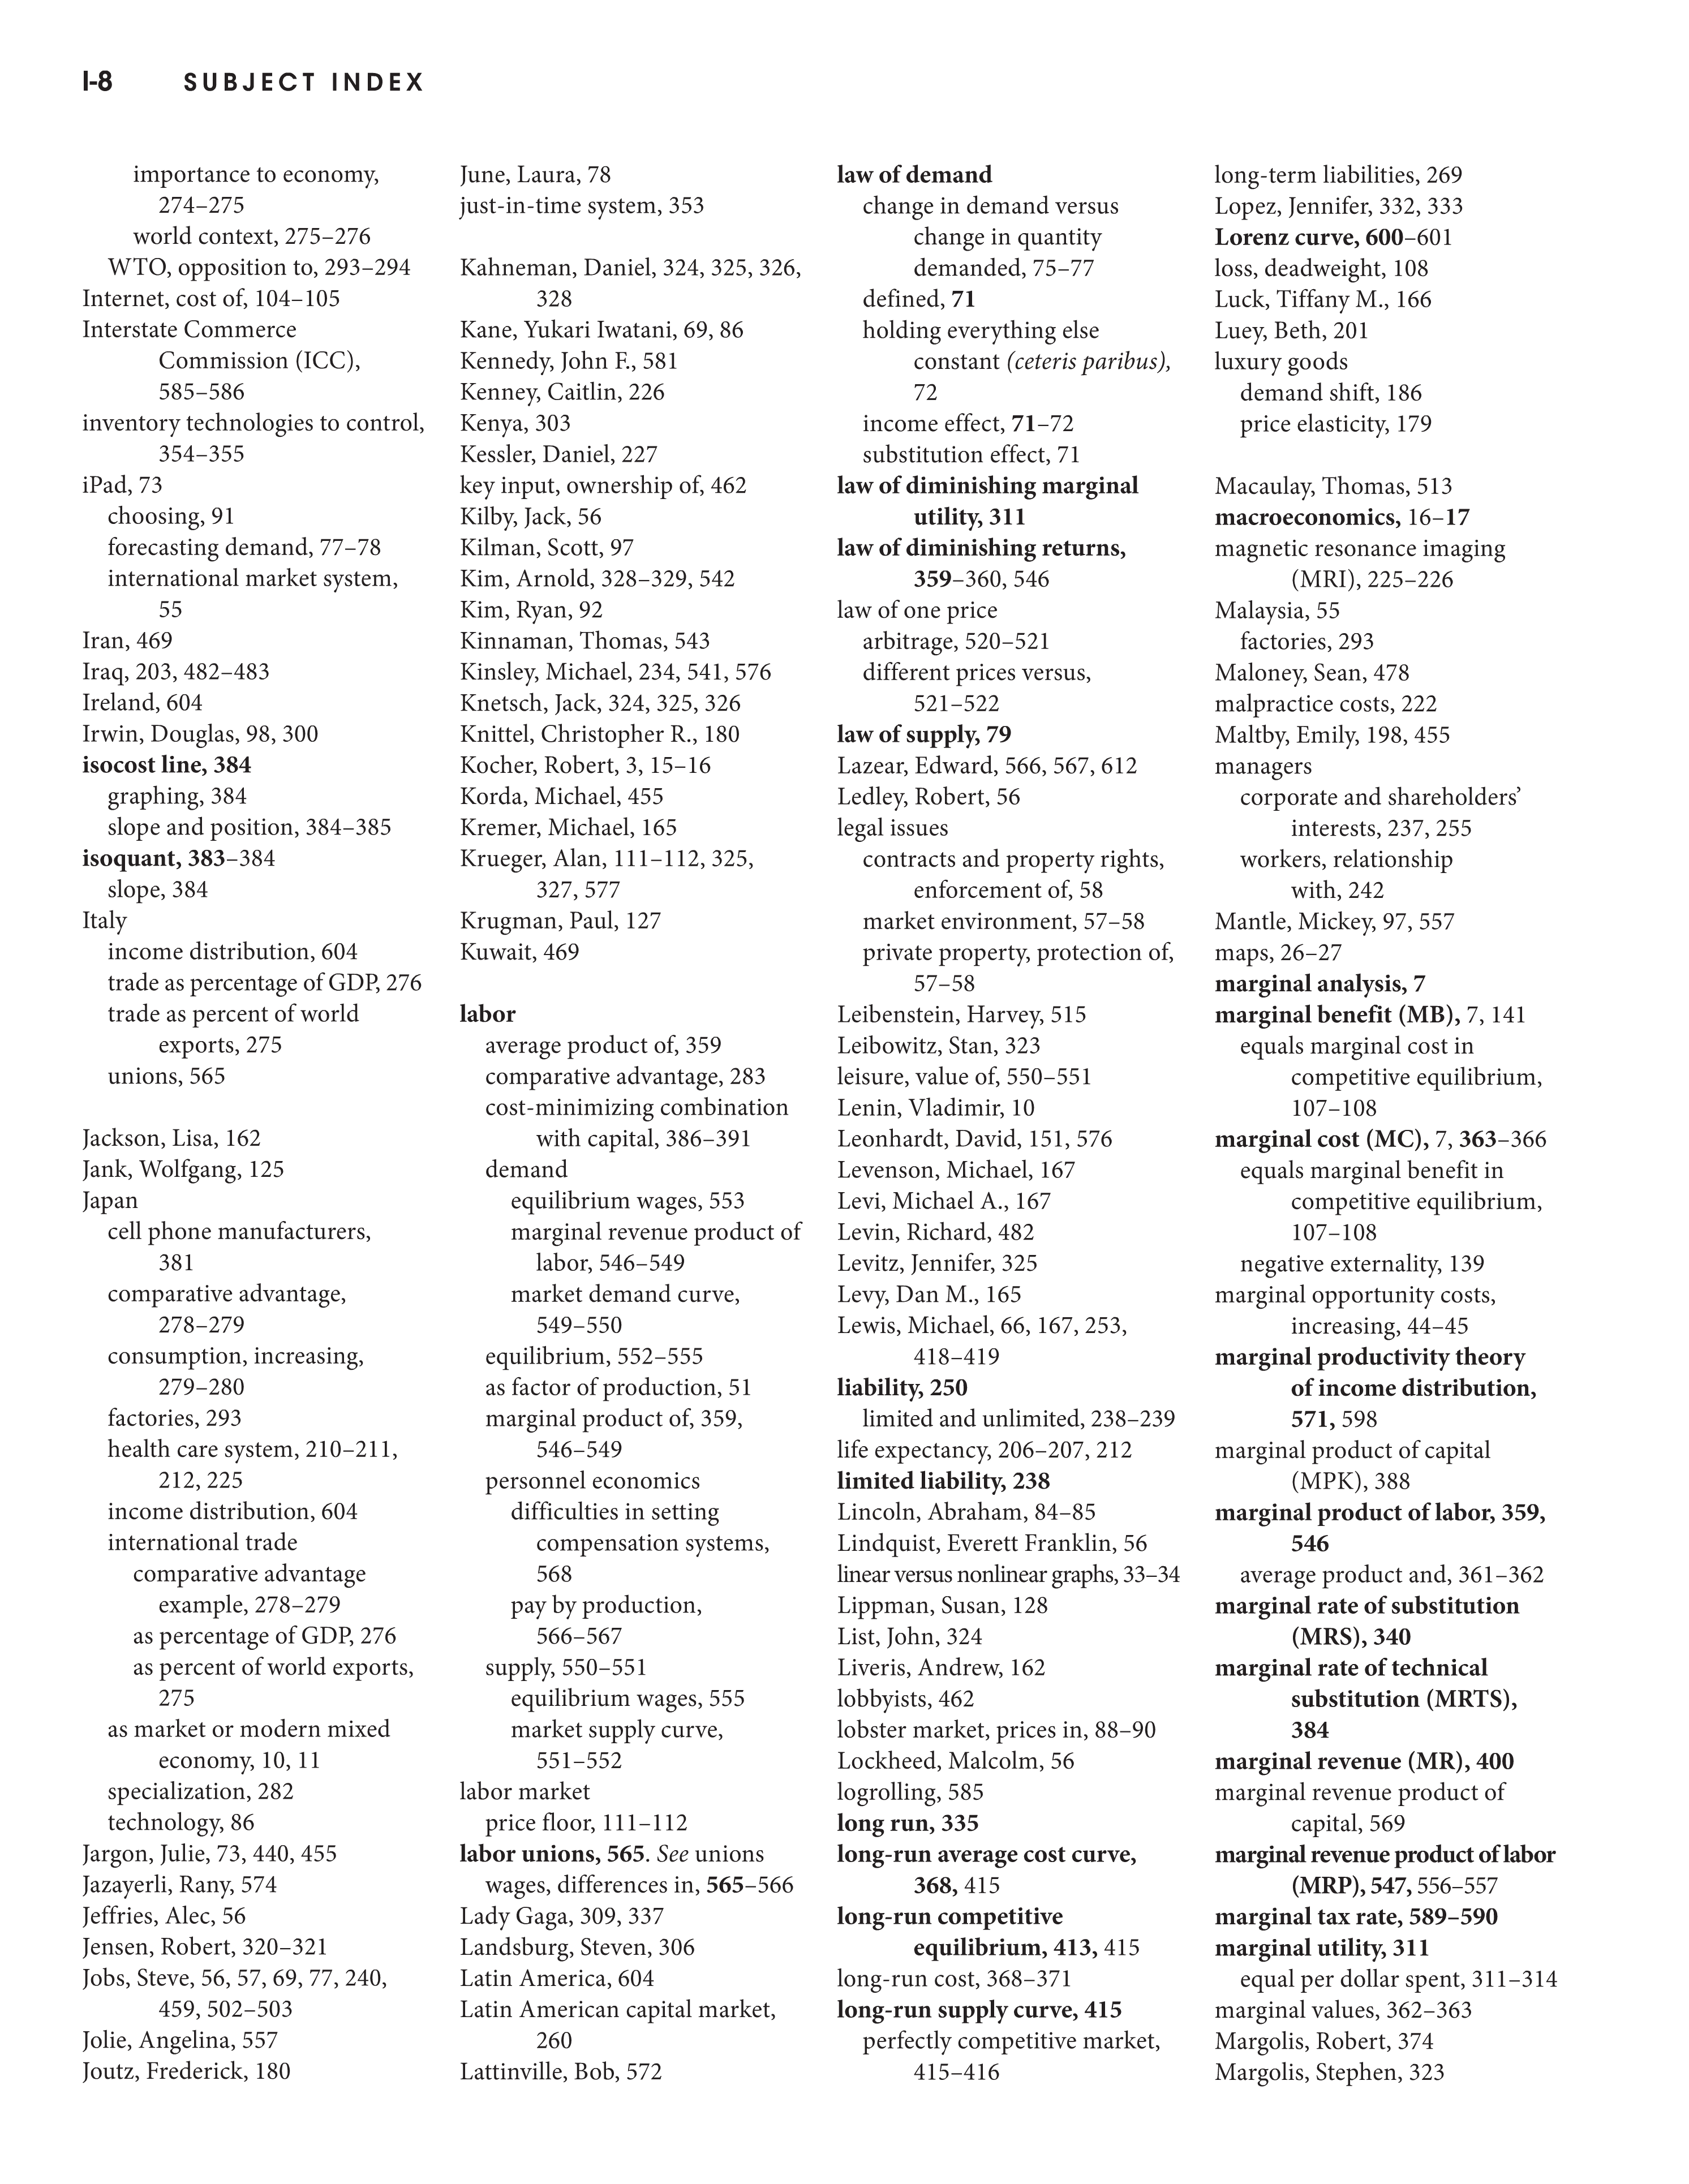 I-8 SUBJECT INDEX
importance to economy,
274–275
world context, 275–276
WTO, opposition to, 293–294
Internet, cost of, 104–105
Interstate Commerce
Commission (ICC),
585–586
inventory technologies to control,
354–355
iPad, 73
choosing, 91
forecasting demand, 77–78
international market system,
55
Iran, 469
Iraq, 203, 482–483
Ireland, 604
Irwin, Douglas, 98, 300
isocost line, 384
graphing, 384
slope and position, 384–385
isoquant, 383–384
slope, 384
Italy
income distribution, 604
trade as percentage of GDP, 276
trade as percent of world
exports, 275
unions, 565
Jackson, Lisa, 162
Jank, Wolfgang, 125
Japan
cell phone manufacturers,
381
comparative advantage,
278–279
consumption, increasing,
279–280
factories, 293
health care system, 210–211,
212, 225
income distribution, 604
international trade
comparative advantage
example, 278–279
as percentage of GDP, 276
as percent of world exports,
275
as market or modern mixed
economy, 10, 11
specialization, 282
technology, 86
Jargon, Julie, 73, 440, 455
Jazayerli, Rany, 574
Jeffries, Alec, 56
Jensen, Robert, 320–321
Jobs, Steve, 56, 57, 69, 77, 240,
459, 502–503
Jolie, Angelina, 557
Joutz, Frederick, 180
June, Laura, 78
just-in-time system, 353
Kahneman, Daniel, 324, 325, 326,
328
Kane, Yukari Iwatani, 69, 86
Kennedy, John F., 581
Kenney, Caitlin, 226
Kenya, 303
Kessler, Daniel, 227
key input, ownership of, 462
Kilby, Jack, 56
Kilman, Scott, 97
Kim, Arnold, 328–329, 542
Kim, Ryan, 92
Kinnaman, Thomas, 543
Kinsley, Michael, 234, 541, 576
Knetsch, Jack, 324, 325, 326
Knittel, Christopher R., 180
Kocher, Robert, 3, 15–16
Korda, Michael, 455
Kremer, Michael, 165
Krueger, Alan, 111–112, 325,
327, 577
Krugman, Paul, 127
Kuwait, 469
labor
average product of, 359
comparative advantage, 283
cost-minimizing combination
with capital, 386–391
demand
equilibrium wages, 553
marginal revenue product of
labor, 546–549
market demand curve,
549–550
equilibrium, 552–555
as factor of production, 51
marginal product of, 359,
546–549
personnel economics
difficulties in setting
compensation systems,
568
pay by production,
566–567
supply, 550–551
equilibrium wages, 555
market supply curve,
551–552
labor market
price floor, 111–112
labor unions, 565. See unions
wages, differences in, 565–566
Lady Gaga, 309, 337
Landsburg, Steven, 306
Latin America, 604
Latin American capital market,
260
Lattinville, Bob, 572
law of demand
change in demand versus
change in quantity
demanded, 75–77
defined, 71
holding everything else
constant (ceteris paribus),
72
income effect, 71–72
substitution effect, 71
law of diminishing marginal
utility, 311
law of diminishing returns,
359–360, 546
law of one price
arbitrage, 520–521
different prices versus,
521–522
law of supply, 79
Lazear, Edward, 566, 567, 612
Ledley, Robert, 56
legal issues
contracts and property rights,
enforcement of, 58
market environment, 57–58
private property, protection of,
57–58
Leibenstein, Harvey, 515
Leibowitz, Stan, 323
leisure, value of, 550–551
Lenin, Vladimir, 10
Leonhardt, David, 151, 576
Levenson, Michael, 167
Levi, Michael A., 167
Levin, Richard, 482
Levitz, Jennifer, 325
Levy, Dan M., 165
Lewis, Michael, 66, 167, 253,
418–419
liability, 250
limited and unlimited, 238–239
life expectancy, 206–207, 212
limited liability, 238
Lincoln, Abraham, 84–85
Lindquist, Everett Franklin, 56
linear versus nonlinear graphs, 33–34
Lippman, Susan, 128
List, John, 324
Liveris, Andrew, 162
lobbyists, 462
lobster market, prices in, 88–90
Lockheed, Malcolm, 56
logrolling, 585
long run, 335
long-run average cost curve,
368, 415
long-run competitive
equilibrium, 413, 415
long-run cost, 368–371
long-run supply curve, 415
perfectly competitive market,
415–416
long-term liabilities, 269
Lopez, Jennifer, 332, 333
Lorenz curve, 600–601
loss, deadweight, 108
Luck, Tiffany M., 166
Luey, Beth, 201
luxury goods
demand shift, 186
price elasticity, 179
Macaulay, Thomas, 513
macroeconomics, 16–17
magnetic resonance imaging
(MRI), 225–226
Malaysia, 55
factories, 293
Maloney, Sean, 478
malpractice costs, 222
Maltby, Emily, 198, 455
managers
corporate and shareholders’
interests, 237, 255
workers, relationship
with, 242
Mantle, Mickey, 97, 557
maps, 26–27
marginal analysis, 7
marginal benefit (MB), 7, 141
equals marginal cost in
competitive equilibrium,
107–108
marginal cost (MC), 7, 363–366
equals marginal benefit in
competitive equilibrium,
107–108
negative externality, 139
marginal opportunity costs,
increasing, 44–45
marginal productivity theory
of income distribution,
571, 598
marginal product of capital
(MPK), 388
marginal product of labor, 359,
546
average product and, 361–362
marginal rate of substitution
(MRS), 340
marginal rate of technical
substitution (MRTS),
384
marginal revenue (MR), 400
marginal revenue product of
capital, 569
marginal revenue product of labor
(MRP), 547, 556–557
marginal tax rate, 589–590
marginal utility, 311
equal per dollar spent, 311–314
marginal values, 362–363
Margolis, Robert, 374
Margolis, Stephen, 323